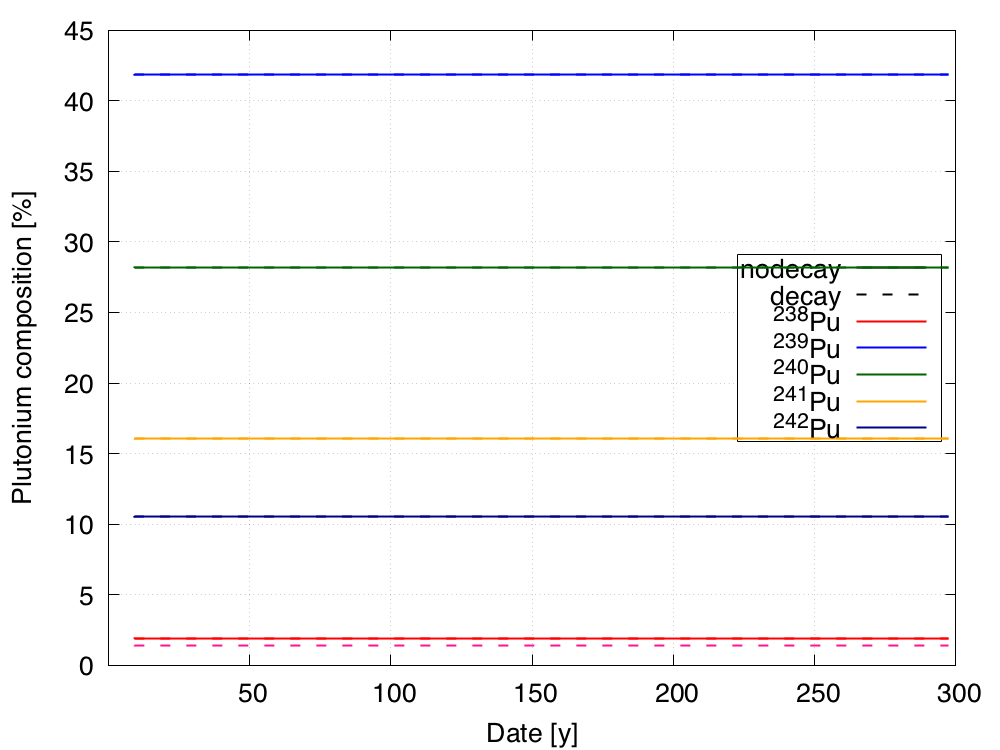 45
40
35
30
25
20
15
10
5
0
Plutonium composition [%]
nodecay
decay
²³⁸Pu
²³⁹Pu
²⁴⁰Pu
²⁴¹Pu
²⁴²Pu
50 100 150 200 250 300
Date [y]